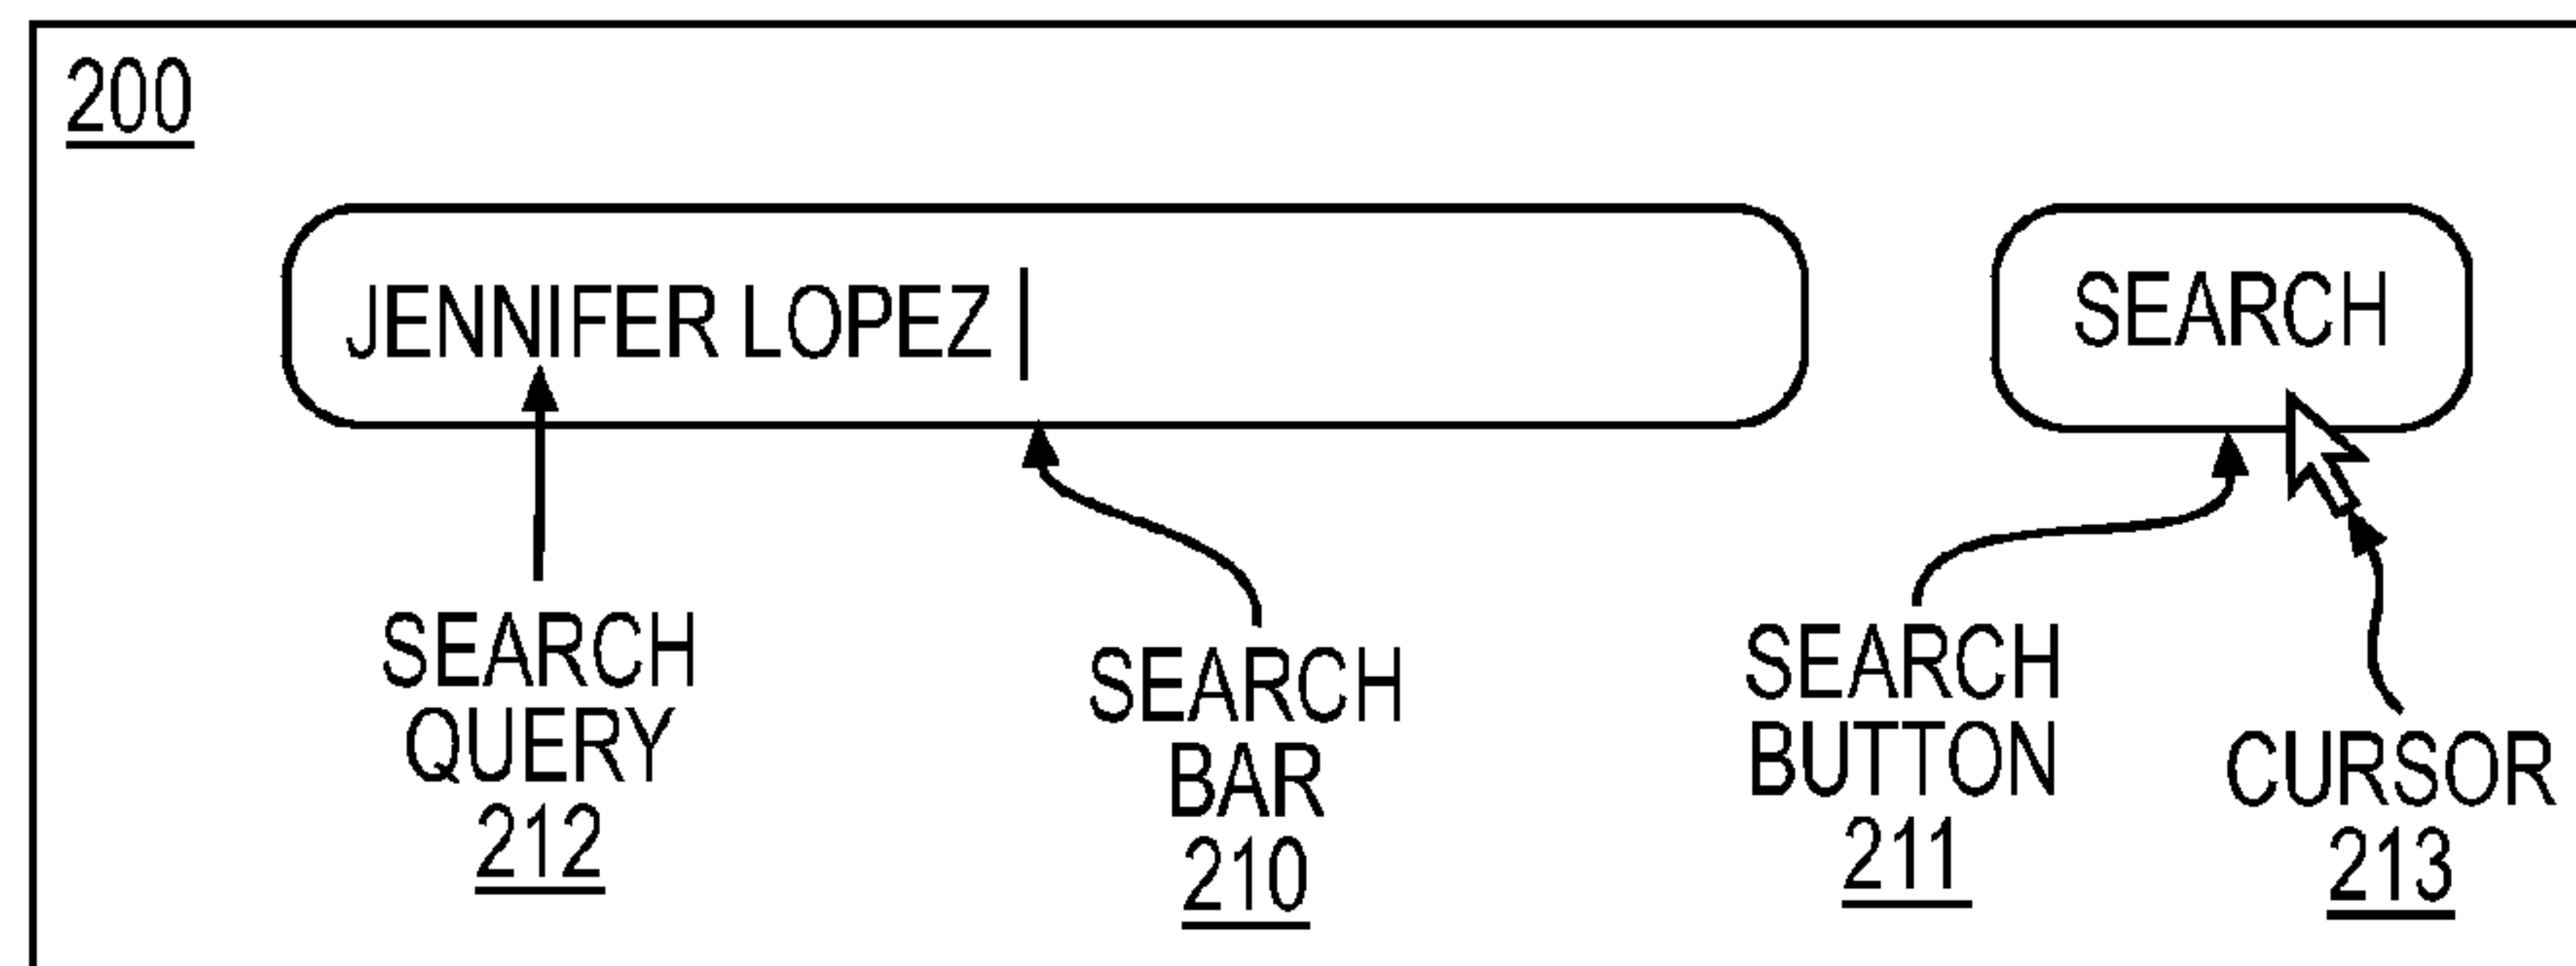 200
JENNIFER LOPEZ
SEARCH
SEARCH
QUERY
212
SEARCH
BAR
210
SEARCH
BUTTON
211
CURSOR
213